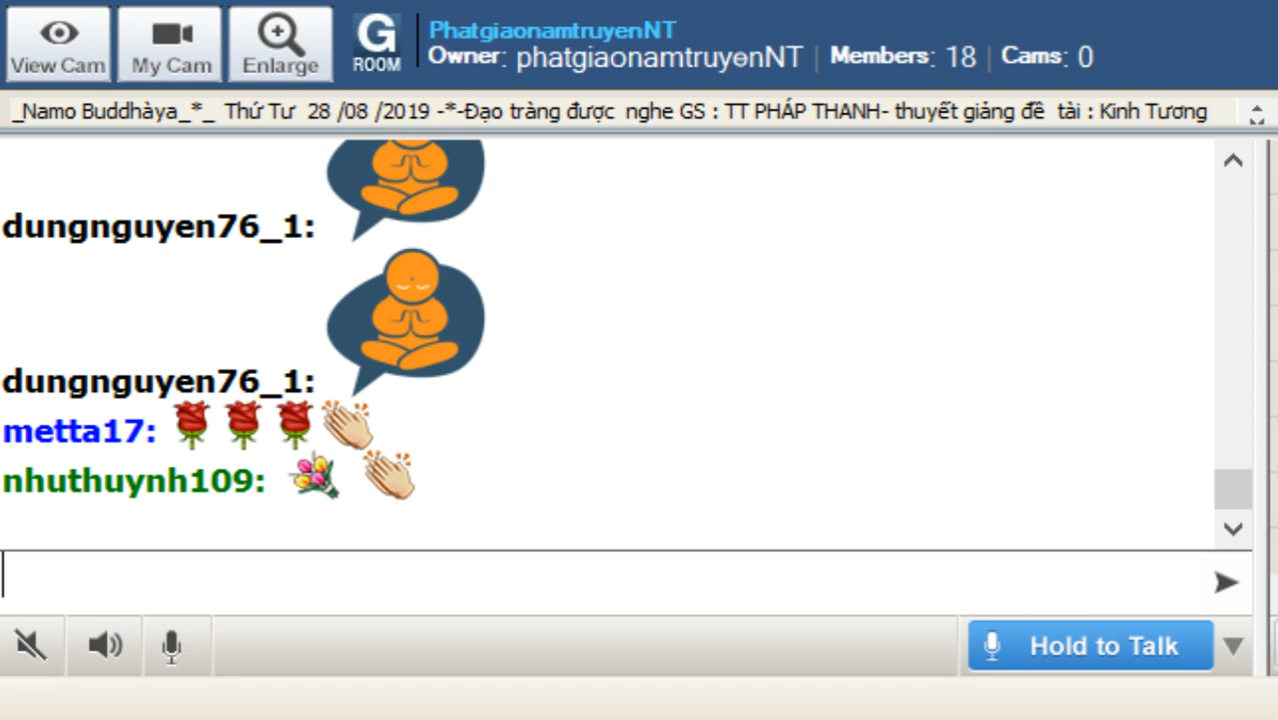 View Cam
My Cam
Enlarge
G
ROOM
PhatgiaonamtruyenNT
Owner: phatgiaonamtruyenNT | Members: 18 | Cams: 0
_Namo Buddhàya_*_ Thứ Tư 28 /08 /2019 -*-Đạo tràng được nghe GS : TT PHÁP THANH- thuyết giảng đề tài : Kinh Tương
dungnguyen76_1:
dungnguyen76_1:
metta17:
nhuthuynh109:
Hold to Talk